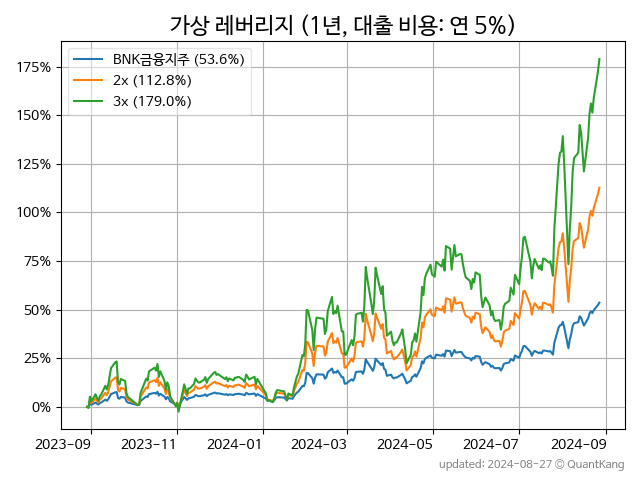 가상 레버리지 (1년, 대출 비용: 연 5%)
BNK금융지주 (53.6%)
2x (112.8%)
3x (179.0%)
175%
150%
125%
100%
75%
50%
25%
0%
2023-09 2023-11 2024-01 2024-03 2024-05 2024-07 2024-09
updated: 2024-08-27 © QuantKang